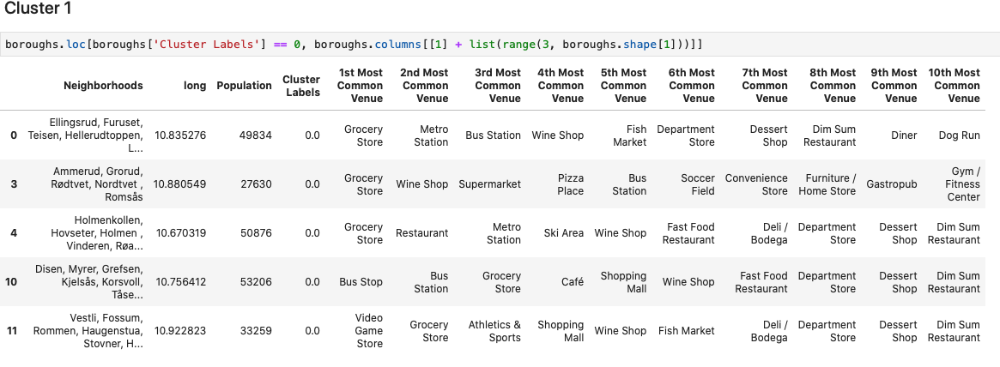 Cluster 1
boroughs.loc[boroughs['Cluster Labels'] == 0, boroughs.columns[[1] + list(range(3, boroughs.shape[1]))]]
Neighborhoods long Population Cluster Labels 1st Most Common Venue 2nd Most Common Venue 3rd Most Common Venue 4th Most Common Venue 5th Most Common Venue 6th Most Common Venue 7th Most Common Venue 8th Most Common Venue 9th Most Common Venue 10th Most Common Venue
0 Ellingsrud, Furuset, Teisen, Hellerudtoppen, L... 10.835276 49834 0.0 Grocery Store Metro Station Bus Station Wine Shop Fish Market Department Store Dessert Shop Dim Sum Restaurant Diner Dog Run
3 Ammerud, Grorud, Rødtvet, Nordtvet , Romsås 10.880549 27630 0.0 Grocery Store Wine Shop Supermarket Pizza Place Bus Station Soccer Field Convenience Store Furniture / Home Store Gastropub Gym / Fitness Center
4 Holmenkollen, Hovseter, Holmen , Vinderen, Røa... 10.670319 50876 0.0 Grocery Store Restaurant Metro Station Ski Area Wine Shop Fast Food Restaurant Deli / Bodega Department Store Dessert Shop Dim Sum Restaurant
10 Disen, Myrer, Grefsen, Kjelsås, Korsvoll, Tåse... 10.756412 53206 0.0 Bus Stop Bus Station Grocery Store Café Shopping Mall Wine Shop Fast Food Restaurant Department Store Dessert Shop Dim Sum Restaurant
11 Vestli, Fossum, Rommen, Haugenstua, Stovner, H... 10.922823 33259 0.0 Video Game Store Grocery Store Athletics & Sports Shopping Mall Wine Shop Fish Market Deli / Bodega Department Store Dessert Shop Dim Sum Restaurant